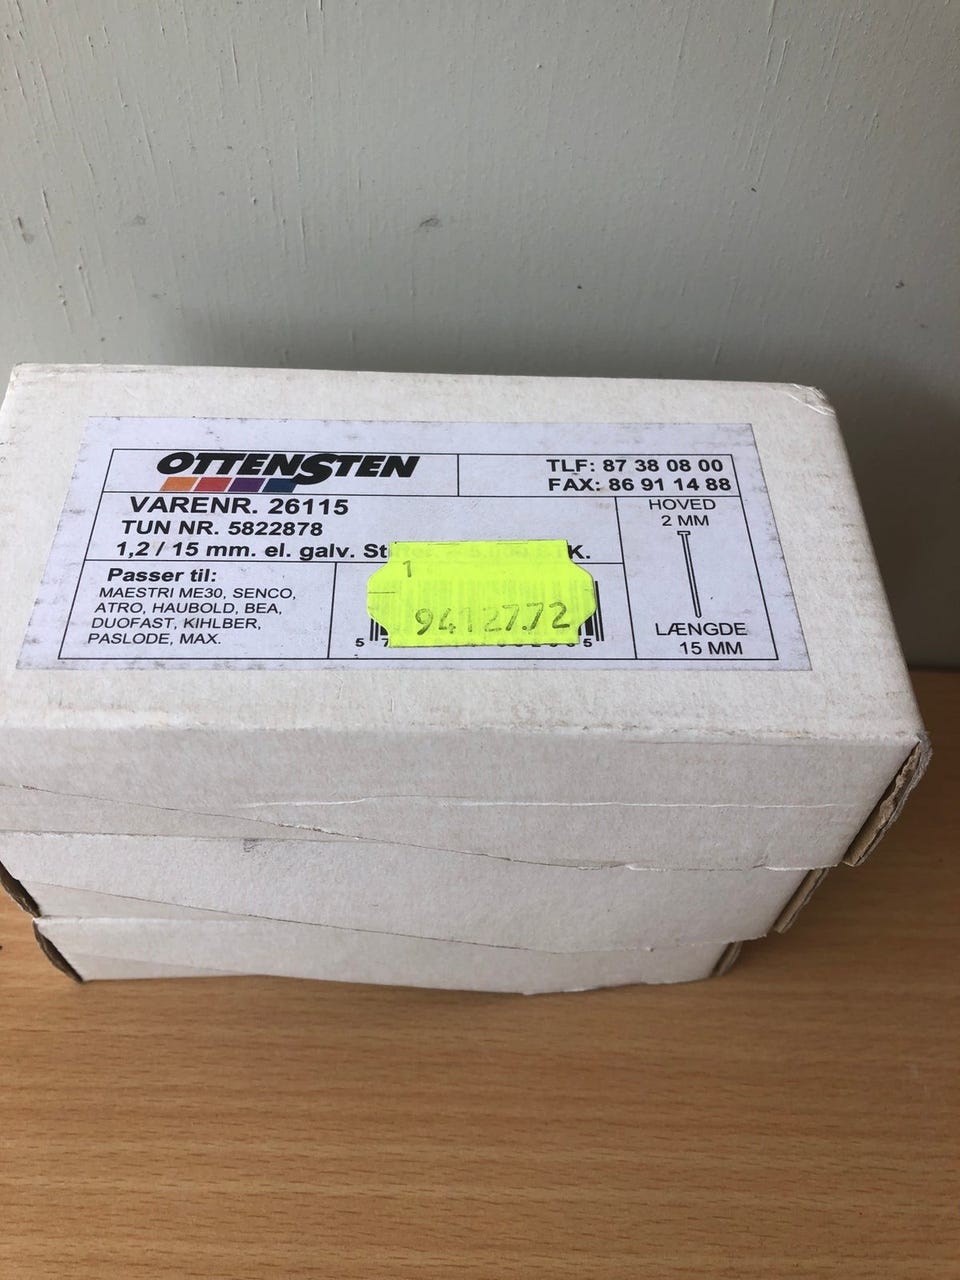 OTTENSTEN
TLF: 87 38 08 00
FAX: 86 91 14 88
VARENR. 26115
TUN NR. 5822878
1,2 / 15 mm. el. galv.
Passer til:
MAESTRI ME30, SENCO,
ATRO, HAUBOLD, BEA,
DUOFAST, KIHLBER,
PASLODE, MAX.
1
94127.72
HOVED
2 MM
LÆNGDE
15 MM